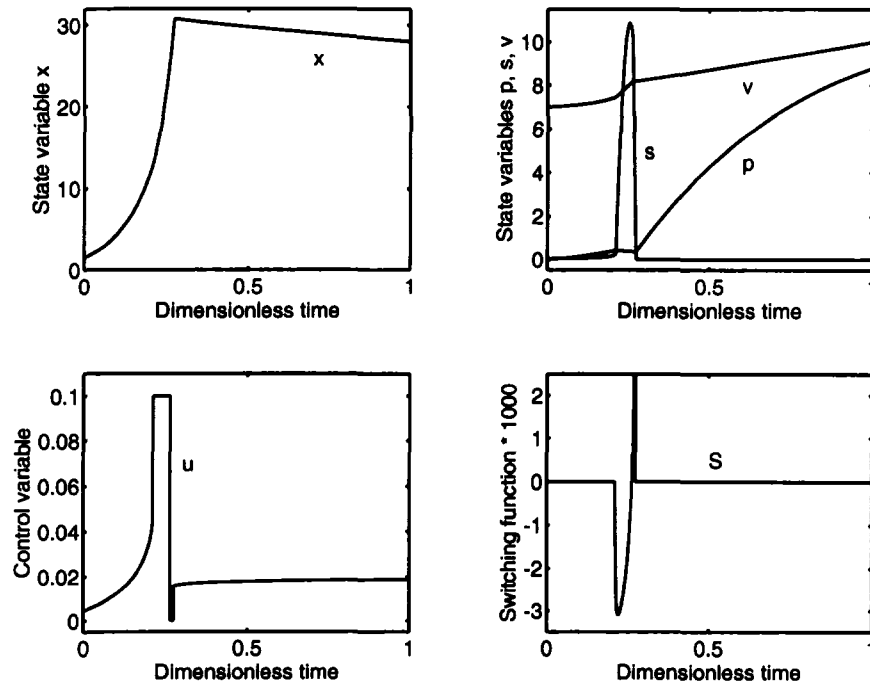 State variable x
30
20
10
0
x
0
0.5
1
Dimensionless time
State variables p, s, v
10
8
6
4
2
0
v
s
p
0
0.5
1
Dimensionless time
Control variable
0.1
0.08
0.06
0.04
0.02
0
u
0
0.5
1
Dimensionless time
Switching function * 1000
2
1
0
-1
-2
-3
S
0
0.5
1
Dimensionless time